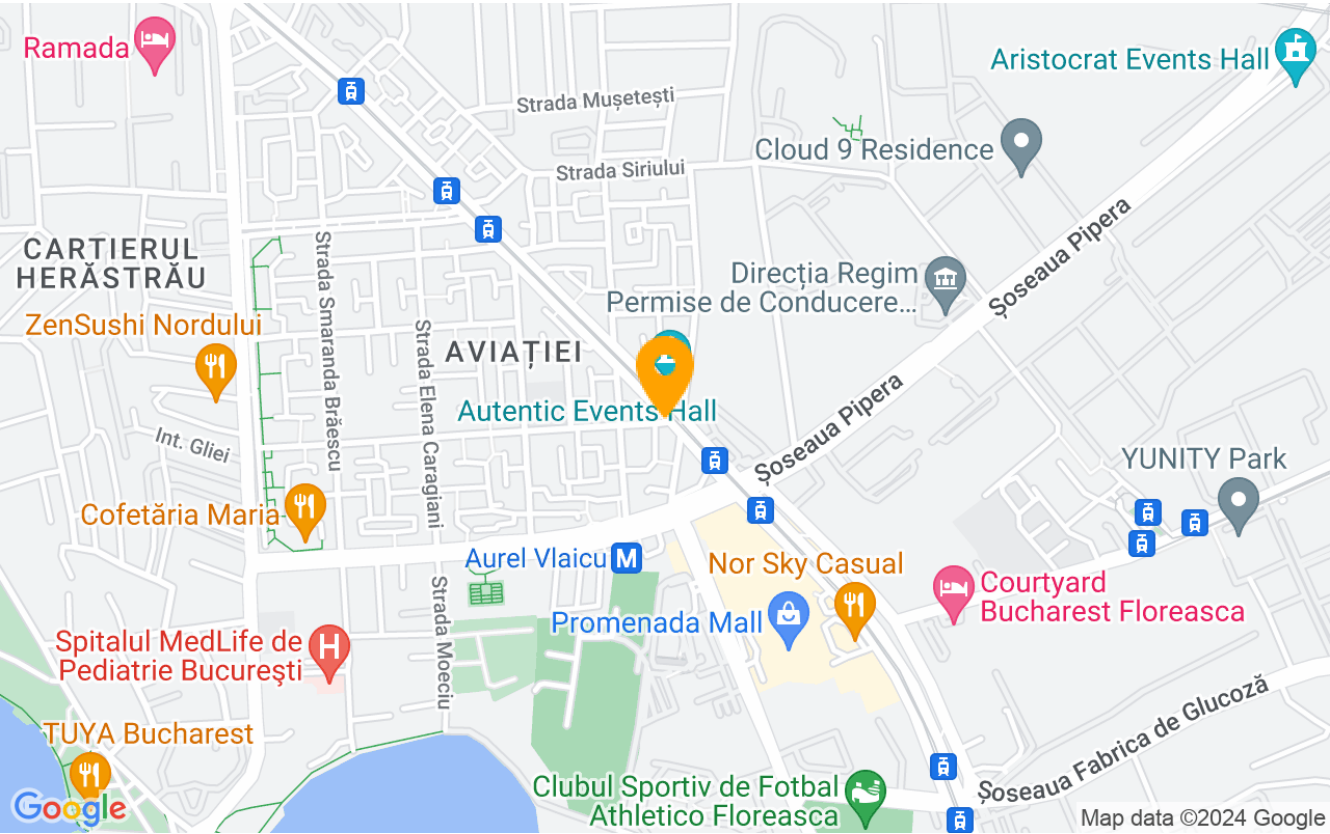 Ramada
Aristocrat Events Hall
Strada Mușetești
Cloud 9 Residence
Strada Siriului
CARTIERUL
HERĂSTRĂU
Șoseaua Pipera
Direcția Regim
Permise de Conducere...
ZenSushi Nordului
Strada Smaranda Brăescu
AVIAȚIEI
Strada Elena Caragiani
Autentic Events Hall
Șoseaua Pipera
Int. Gliei
YUNITY Park
Cofetăria Maria
Aurel Vlaicu M
Nor Sky Casual
Courtyard
Bucharest Floreasca
Promenada Mall
Strada Moeciu
Spitalul MedLife de
Pediatrie Bucureşti
H
TUYA Bucharest
Șoseaua Fabrica de Glucoză
Clubul Sportiv de Fotbal
Athletico Floreasca
Google
Map data ©2024 Google